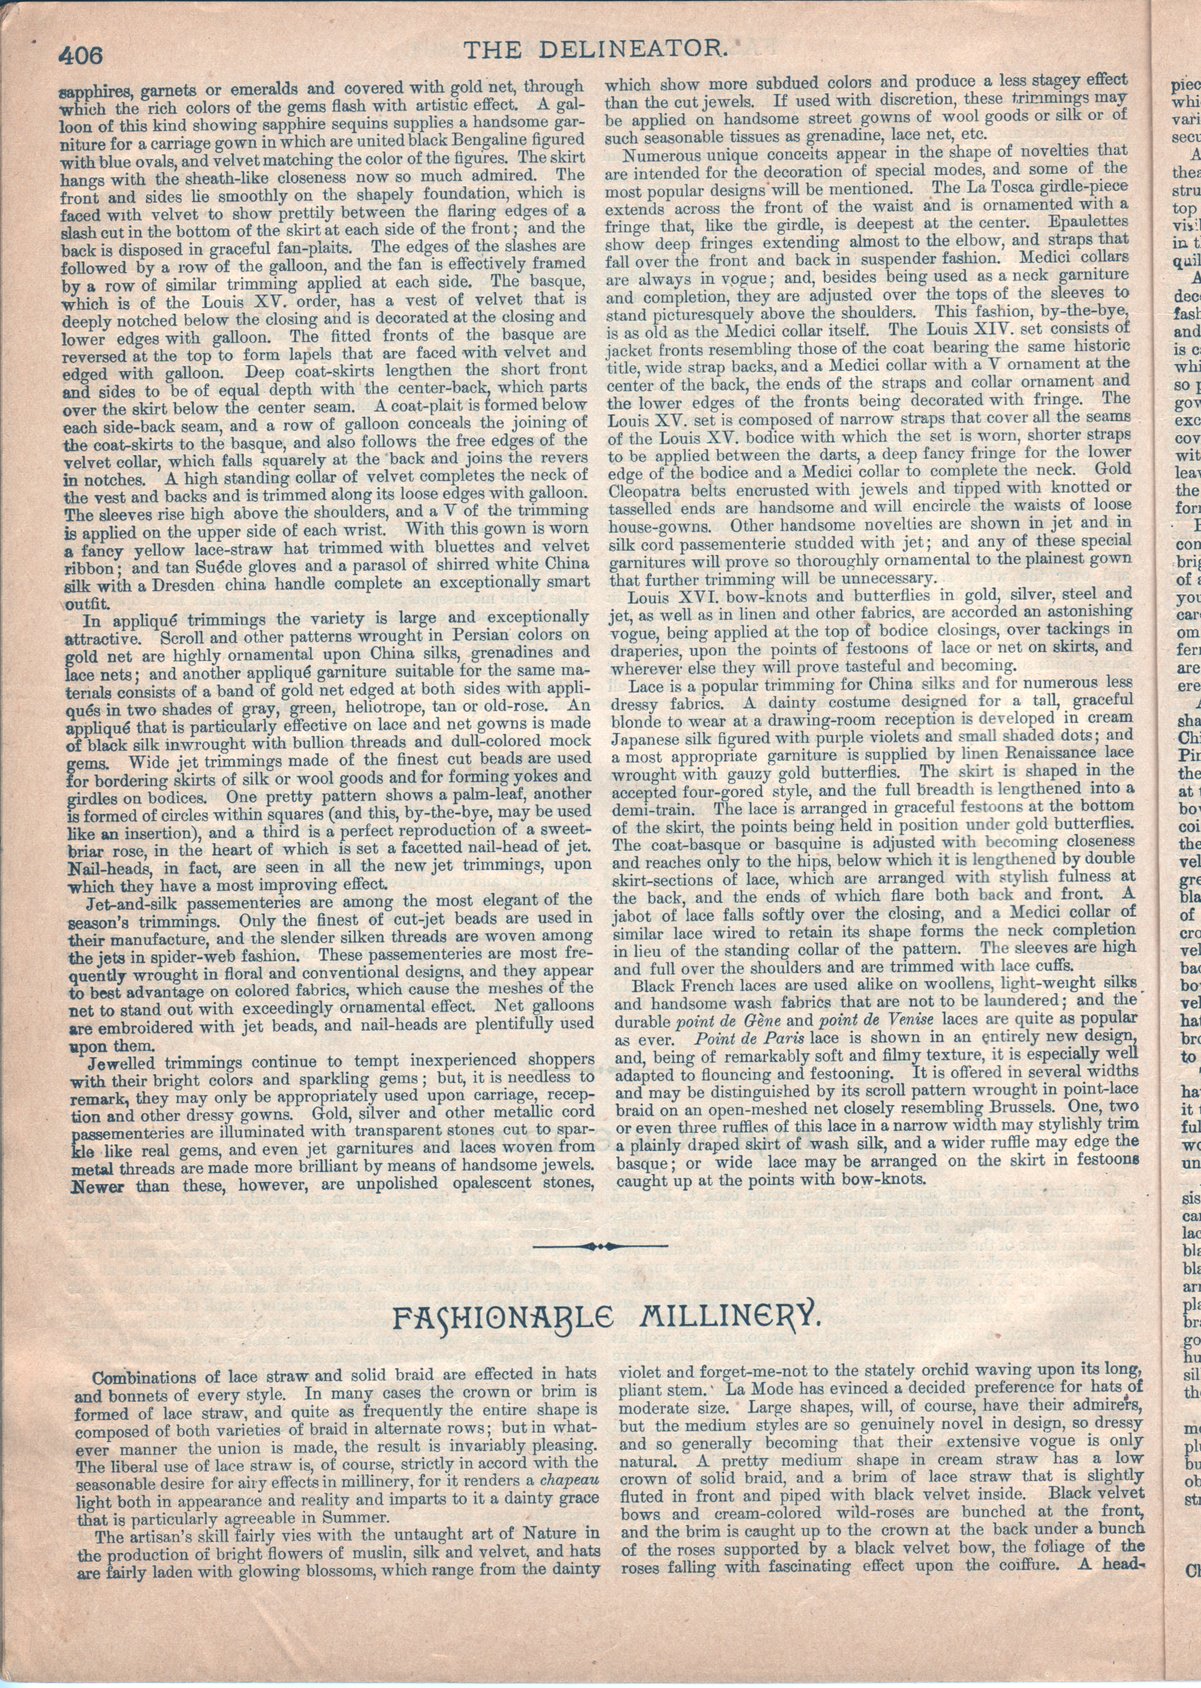 406
THE DELINEATOR.
sapphires, garnets or emeralds and covered with gold net, through
which the rich colors of the gems flash with artistic effect. A gal-
loon of this kind showing sapphire sequins supplies a handsome gar-
niture for a carriage gown in which are united black Bengaline figured
with blue ovals, and velvet matching the color of the figures. The skirt
hangs with the sheath-like closeness now so much admired. The
front and sides lie smoothly on the shapely foundation, which is
faced with velvet to show prettily between the flaring edges of a
slash cut in the bottom of the skirt at each side of the front; and the
back is disposed in graceful fan-plaits. The edges of the slashes are
followed by a row of the galloon, and the fan is effectively framed
by a row of similar trimming applied at each side. The basque,
which is of the Louis XV. order, has a vest of velvet that is
deeply notched below the closing and is decorated at the closing and
lower edges with galloon. The fitted fronts of the basque are
reversed at the top to form lapels that are faced with velvet and
edged with galloon. Deep coat-skirts lengthen the short front
and sides to be of equal depth with the center-back, which parts
over the skirt below the center seam. A coat-plait is formed below
each side-back seam, and a row of galloon conceals the joining of
the coat-skirts to the basque, and also follows the free edges of the
velvet collar, which falls squarely at the back and joins the revers
in notches. A high standing collar of velvet completes the neck of
the vest and backs and is trimmed along its loose edges with galloon.
The sleeves rise high above the shoulders, and a V of the trimming
is applied on the upper side of each wrist. With this gown is worn
a fancy yellow lace-straw hat trimmed with bluettes and velvet
ribbon; and tan Suéde gloves and a parasol of shirred white China
silk with a Dresden china handle complete an exceptionally smart
outfit.
In appliqué trimmings the variety is large and exceptionally
attractive. Scroll and other patterns wrought in Persian colors on
gold net are highly ornamental upon China silks, grenadines and
lace nets; and another appliqué garniture suitable for the same ma-
terials consists of a band of gold net edged at both sides with appli-
qués in two shades of gray, green, heliotrope, tan or old-rose. An
appliqué that is particularly effective on lace and net gowns is made
of black silk inwrought with bullion threads and dull-colored mock
gems. Wide jet trimmings made of the finest cut beads are used
for bordering skirts of silk or wool goods and for forming yokes and
girdles on bodices. One pretty pattern shows a palm-leaf, another
is formed of circles within squares (and this, by-the-bye, may be used
like an insertion), and a third is a perfect reproduction of a sweet-
briar rose, in the heart of which is set a facetted nail-head of jet.
Nail-heads, in fact, are seen in all the new jet trimmings, upon
which they have a most improving effect.
Jet-and-silk passementeries are among the most elegant of the
season's trimmings. Only the finest of cut-jet beads are used in
their manufacture, and the slender silken threads are woven among
the jets in spider-web fashion. These passementeries are most fre-
quently wrought in floral and conventional designs, and they appear
to best advantage on colored fabrics, which cause the meshes of the
net to stand out with exceedingly ornamental effect. Net galloons
are embroidered with jet beads, and nail-heads are plentifully used
upon them.
Jewelled trimmings continue to tempt inexperienced shoppers
with their bright colors and sparkling gems; but, it is needless to
remark, they may only be appropriately used upon carriage, recep-
tion and other dressy gowns. Gold, silver and other metallic cord
passementeries are illuminated with transparent stones cut to spar-
kle like real gems, and even jet garnitures and laces woven from
metal threads are made more brilliant by means of handsome jewels.
Newer than these, however, are unpolished opalescent stones,
which show more subdued colors and produce a less stagey effect
than the cut jewels. If used with discretion, these trimmings may
be applied on handsome street gowns of wool goods or silk or of
such seasonable tissues as grenadine, lace net, etc.
Numerous unique conceits appear in the shape of novelties that
are intended for the decoration of special modes, and some of the
most popular designs will be mentioned. The La Tosca girdle-piece
extends across the front of the waist and is ornamented with a
fringe that, like the girdle, is deepest at the center. Epaulettes
show deep fringes extending almost to the elbow, and straps that
fall over the front and back in suspender fashion. Medici collars
are always in vogue; and, besides being used as a neck garniture
and completion, they are adjusted over the tops of the sleeves to
stand picturesquely above the shoulders. This fashion, by-the-bye,
is as old as the Medici collar itself. The Louis XIV. set consists of
jacket fronts resembling those of the coat bearing the same historic
title, wide strap backs, and a Medici collar with a V ornament at the
center of the back, the ends of the straps and collar ornament and
the lower edges of the fronts being decorated with fringe. The
Louis XV. set is composed of narrow straps that cover all the seams
of the Louis XV. bodice with which the set is worn, shorter straps
to be applied between the darts, a deep fancy fringe for the lower
edge of the bodice and a Medici collar to complete the neck. Gold
Cleopatra belts encrusted with jewels and tipped with knotted or
tasselled ends are handsome and will encircle the waists of loose
house-gowns. Other handsome novelties are shown in jet and in
silk cord passementerie studded with jet; and any of these special
garnitures will prove so thoroughly ornamental to the plainest gown
that further trimming will be unnecessary.
Louis XVI. bow-knots and butterflies in gold, silver, steel and
jet, as well as in linen and other fabrics, are accorded an astonishing
vogue, being applied at the top of bodice closings, over tackings in
draperies, upon the points of festoons of lace or net on skirts, and
wherever else they will prove tasteful and becoming.
Lace is a popular trimming for China silks and for numerous less
dressy fabrics. A dainty costume designed for a tall, graceful
blonde to wear at a drawing-room reception is developed in cream
Japanese silk figured with purple violets and small shaded dots; and
a most appropriate garniture is supplied by linen Renaissance lace
wrought with gauzy gold butterflies. The skirt is shaped in the
accepted four-gored style, and the full breadth is lengthened into a
demi-train. The lace is arranged in graceful festoons at the bottom
of the skirt, the points being held in position under gold butterflies.
The coat-basque or basquine is adjusted with becoming closeness
and reaches only to the hips, below which it is lengthened by double
skirt-sections of lace, which are arranged with stylish fulness at
the back, and the ends of which flare both back and front. A
jabot of lace falls softly over the closing, and a Medici collar of
similar lace wired to retain its shape forms the neck completion
in lieu of the standing collar of the pattern. The sleeves are high
and full over the shoulders and are trimmed with lace cuffs.
Black French laces are used alike on woollens, light-weight silks
and handsome wash fabrics that are not to be laundered; and the
durable point de Gène and point de Venise laces are quite as popular
as ever. Point de Paris lace is shown in an entirely new design,
and, being of remarkably soft and filmy texture, it is especially well
adapted to flouncing and festooning. It is offered in several widths
and may be distinguished by its scroll pattern wrought in point-lace
braid on an open-meshed net closely resembling Brussels. One, two
or even three ruffles of this lace in a narrow width may stylishly trim
a plainly draped skirt of wash silk, and a wider ruffle may edge the
basque; or wide lace may be arranged on the skirt in festoons
caught up at the points with bow-knots.
FASHIONABLE MILLINERY.
Combinations of lace straw and solid braid are effected in hats
and bonnets of every style. In many cases the crown or brim is
formed of lace straw, and quite as frequently the entire shape is
composed of both varieties of braid in alternate rows; but in what-
ever manner the union is made, the result is invariably pleasing.
The liberal use of lace straw is, of course, strictly in accord with the
seasonable desire for airy effects in millinery, for it renders a chapeau
light both in appearance and reality and imparts to it a dainty grace
that is particularly agreeable in Summer.
The artisan's skill fairly vies with the untaught art of Nature in
the production of bright flowers of muslin, silk and velvet, and hats
are fairly laden with glowing blossoms, which range from the dainty
violet and forget-me-not to the stately orchid waving upon its long,
pliant stem. La Mode has evinced a decided preference for hats of
moderate size. Large shapes, will, of course, have their admirers,
but the medium styles are so genuinely novel in design, so dressy
and so generally becoming that their extensive vogue is only
natural. A pretty medium shape in cream straw has a low
crown of solid braid, and a brim of lace straw that is slightly
fluted in front and piped with black velvet inside. Black velvet
bows and cream-colored wild-roses are bunched at the front,
and the brim is caught up to the crown at the back under a bunch
of the roses supported by a black velvet bow, the foliage of the
roses falling with fascinating effect upon the coiffure. A head-